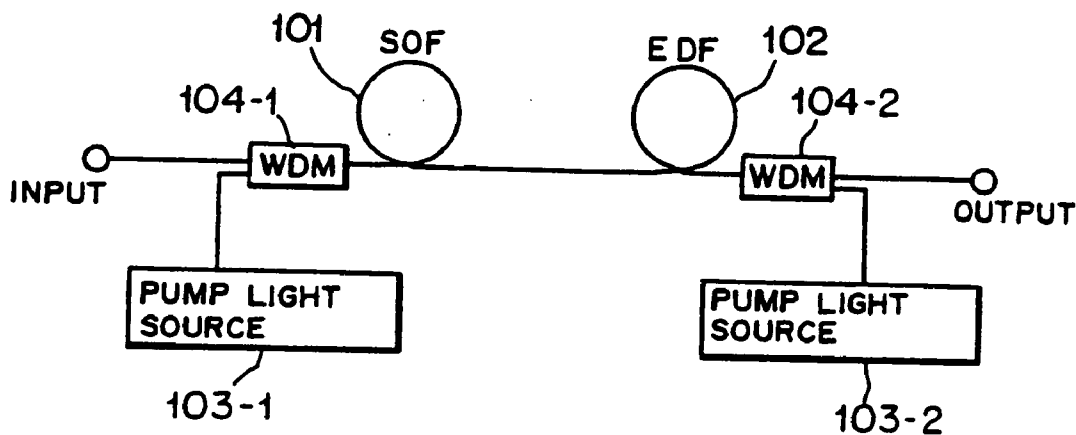 101
SOF
EDF
102
104-1
104-2
WDM
WDM
INPUT
OUTPUT
PUMP LIGHT
SOURCE
PUMP LIGHT
SOURCE
103-1
103-2